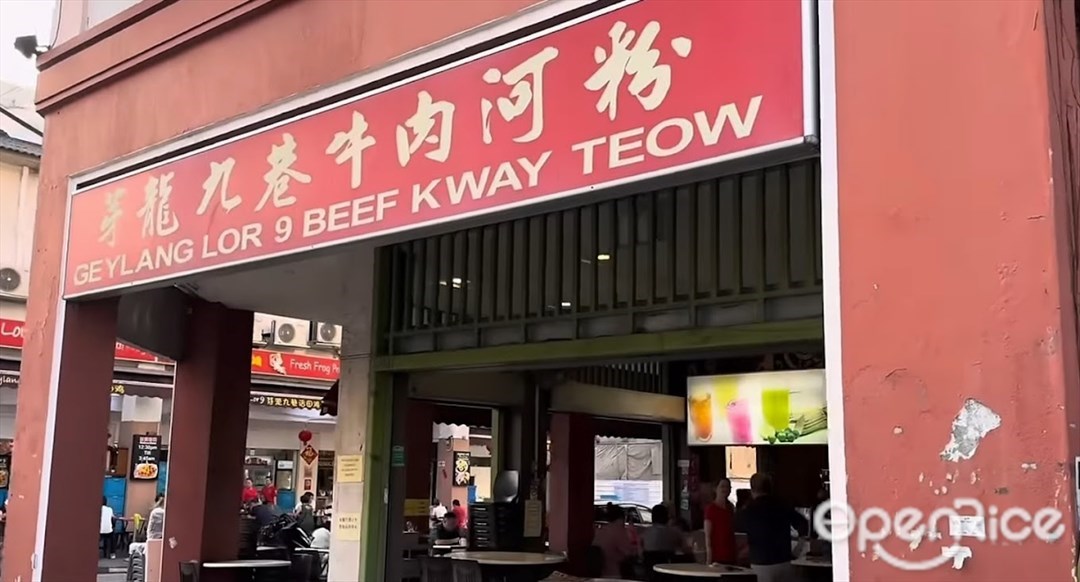 芽龍九巷牛肉河粉
GEYLANG LOR 9 BEEF KWAY TEOW
Fresh Frog
openrice